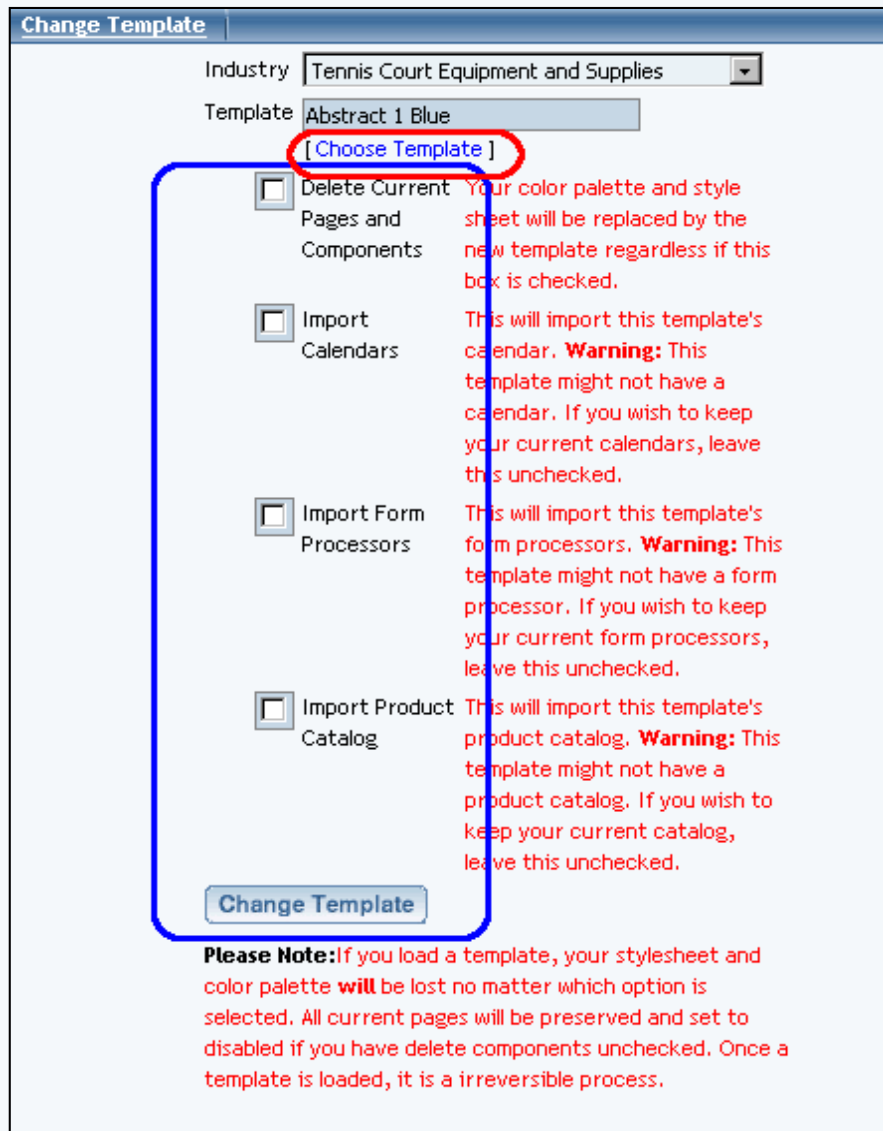 Change Template
Industry Tennis Court Equipment and Supplies
Template Abstract 1 Blue
[ Choose Template ]
Delete Current Your color palette and style
Pages and sheet will be replaced by the
Components new template regardless if this
box is checked.
Import This will import this template's
Calendars calendar. Warning: This
template might not have a
calendar. If you wish to keep
your current calendars, leave
this unchecked.
Import Form This will import this template's
Processors form processors. Warning: This
template might not have a form
processor. If you wish to keep
your current form processors,
leave this unchecked.
Import Product This will import this template's
Catalog product catalog. Warning: This
template might not have a
product catalog. If you wish to
keep your current catalog,
leave this unchecked.
Change Template
Please Note:If you load a template, your stylesheet and
color palette will be lost no matter which option is
selected. All current pages will be preserved and set to
disabled if you have delete components unchecked. Once a
template is loaded, it is a irreversible process.